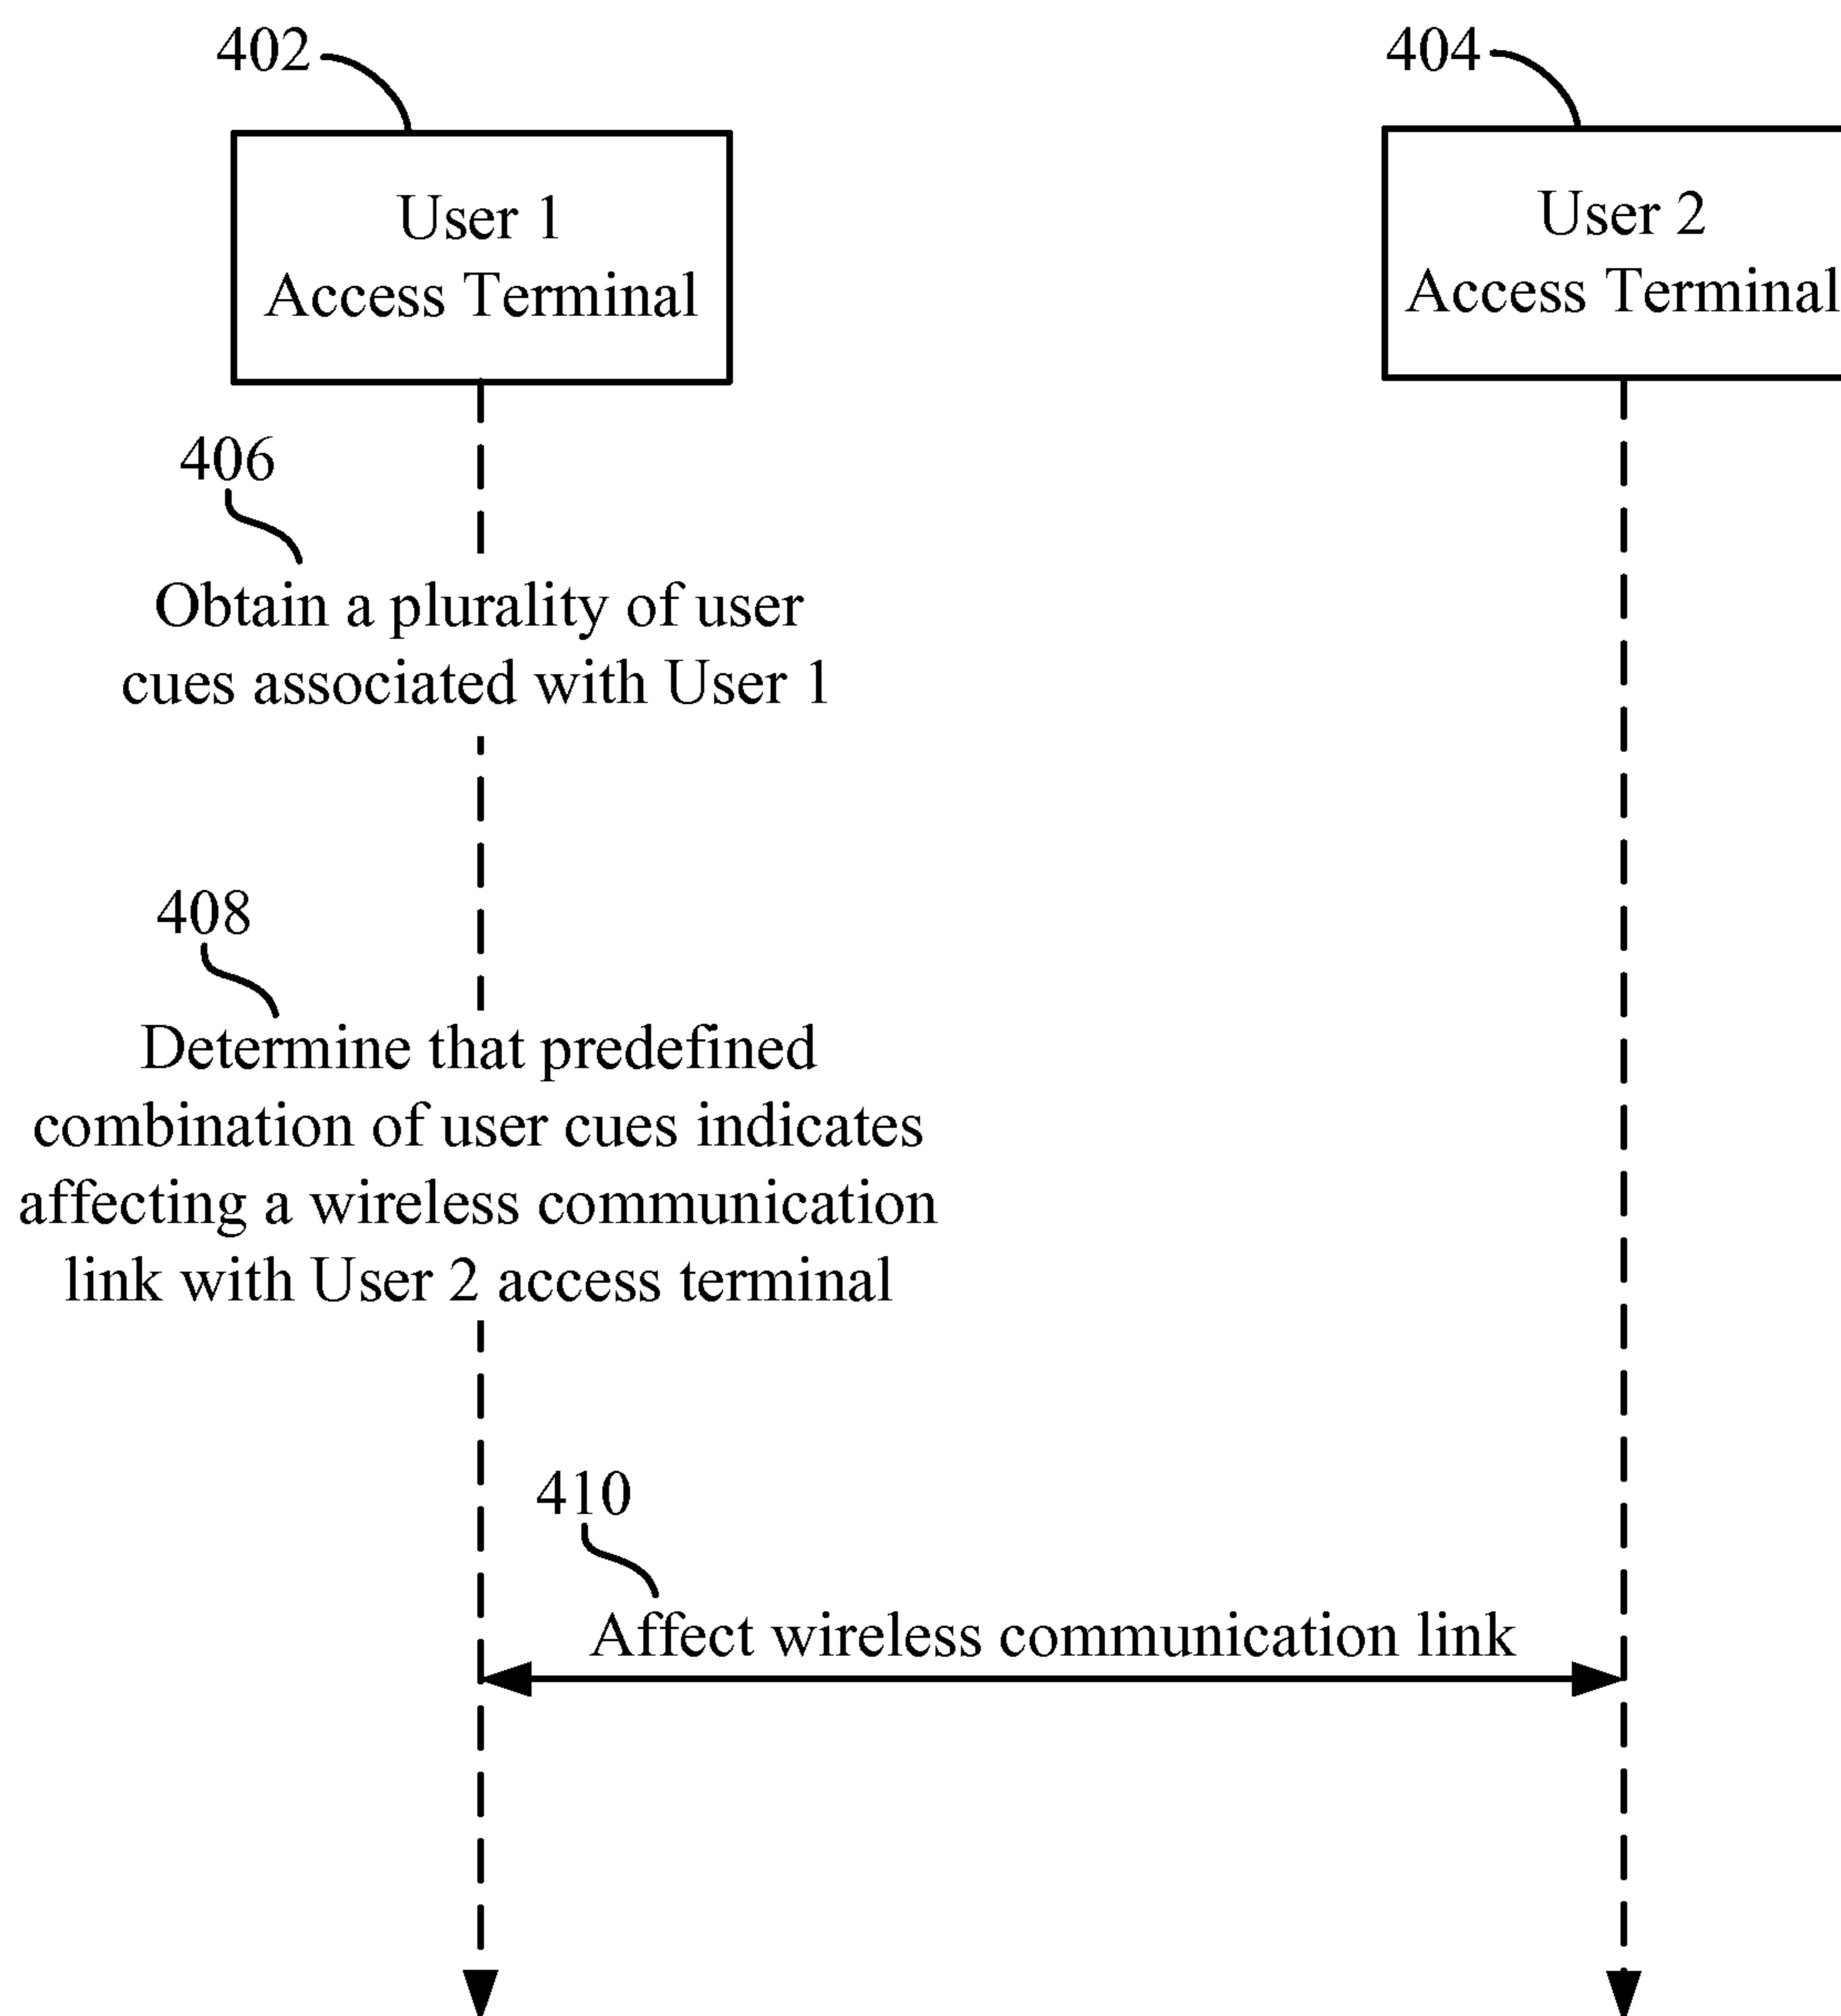 402
404
User 1
Access Terminal
User 2
Access Terminal
406
Obtain a plurality of user
cues associated with User 1
408
Determine that predefined
combination of user cues indicates
affecting a wireless communication
link with User 2 access terminal
410
Affect wireless communication link